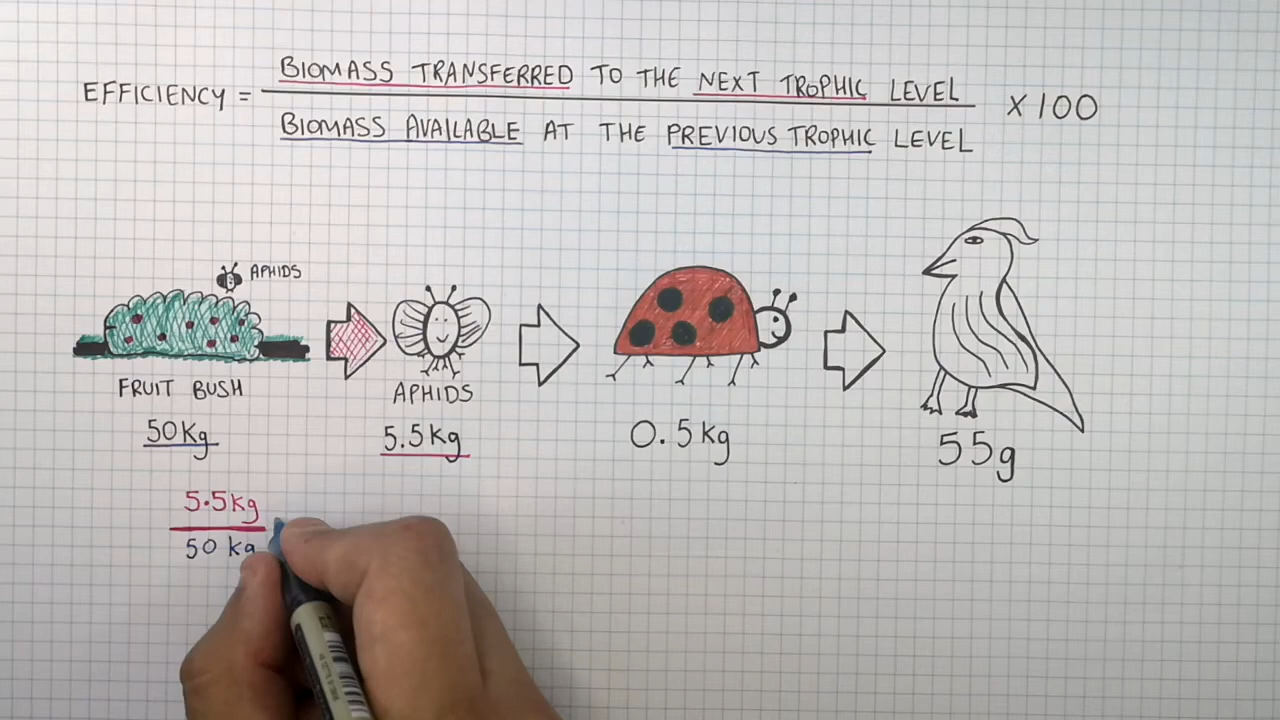 BIOMASS TRANSFERRED TO THE NEXT TROPHIC LEVEL
EFFICIENCY = X 100
BIOMASS AVAILABLE AT THE PREVIOUS TROPHIC LEVEL
APHIDS
FRUIT BUSH
APHIDS
50Kg
5.5kg
0.5kg
55g
5.5kg
50 kg